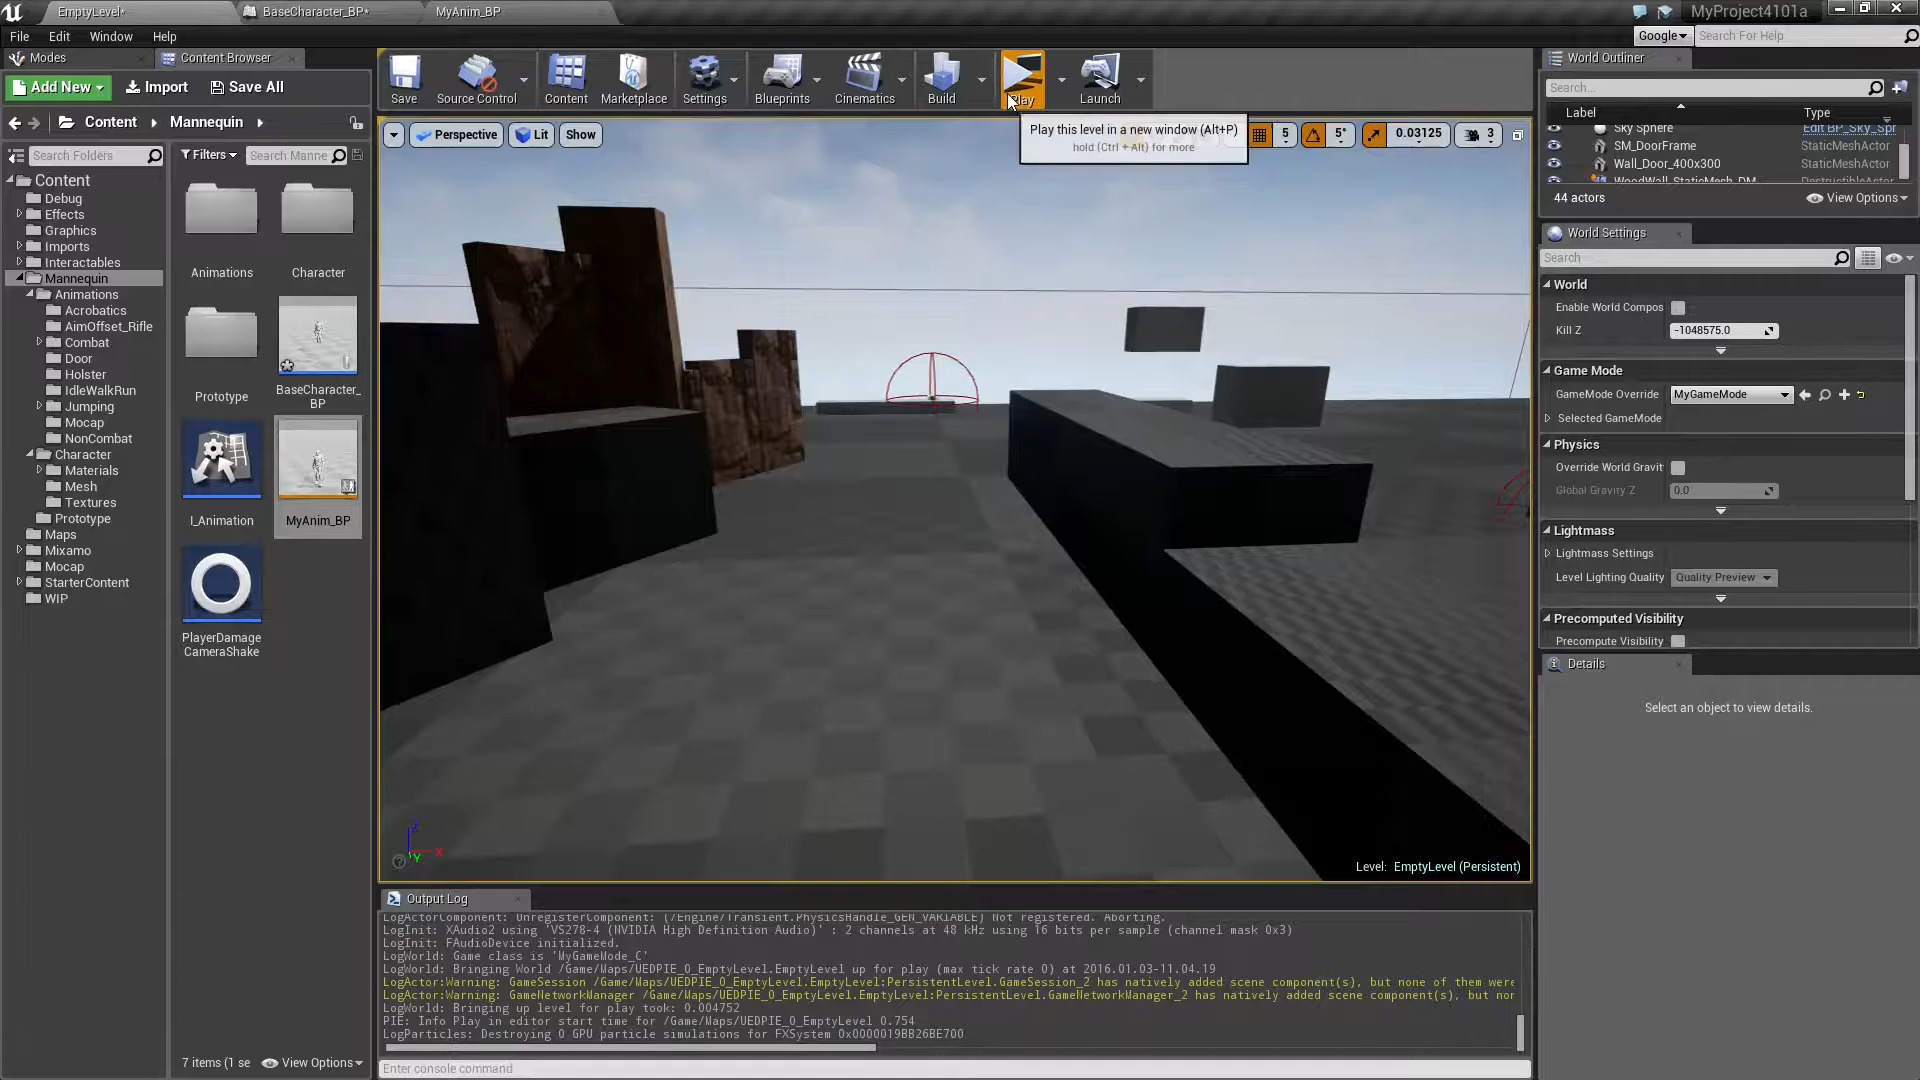 EmptyLevel*
BaseCharacter_BP*
MyAnim_BP
MyProject4101a
File
Edit
Window
Help
Google
Search For Help
Modes
Content Browser
Add New
Import
Save All
Content
Mannequin
Search Folders
Filters
Search Manne
Content
Debug
Effects
Graphics
Imports
Interactables
Mannequin
Animations
Acrobatics
AimOffset_Rifle
Combat
Door
Holster
IdleWalkRun
Jumping
Mocap
NonCombat
Character
Materials
Mesh
Textures
Prototype
Maps
Mixamo
Mocap
StarterContent
WIP
Animations
Character
Prototype
BaseCharacter_
BP
I_Animation
MyAnim_BP
PlayerDamage
CameraShake
7 items (1 se
View Options
Save
Source Control
Content
Marketplace
Settings
Blueprints
Cinematics
Build
Play
Launch
Play this level in a new window (Alt+P)
hold (Ctrl + Alt) for more
Perspective
Lit
Show
5
5°
0.03125
3
Z
X
Y
Level: EmptyLevel (Persistent)
Output Log
LogActorComponent: UnregisterComponent: (/Engine/Transient.PhysicsHandle_GEN_VARIABLE) Not registered. Aborting.
LogInit: XAudio2 using 'VS278-4 (NVIDIA High Definition Audio)' : 2 channels at 48 kHz using 16 bits per sample (channel mask 0x3)
LogInit: FAudioDevice initialized.
LogWorld: Game class is 'MyGameMode_C'
LogWorld: Bringing World /Game/Maps/UEDPIE_0_EmptyLevel.EmptyLevel up for play (max tick rate 0) at 2016.01.03-11.04.19
LogActor:Warning: GameSession /Game/Maps/UEDPIE_0_EmptyLevel.EmptyLevel:PersistentLevel.GameSession_2 has natively added scene component(s), but none of them were
LogActor:Warning: GameNetworkManager /Game/Maps/UEDPIE_0_EmptyLevel.EmptyLevel:PersistentLevel.GameNetworkManager_2 has natively added scene component(s), but nor
LogWorld: Bringing up level for play took: 0.004752
PIE: Info Play in editor start time for /Game/Maps/UEDPIE_0_EmptyLevel 0.754
LogParticles: Destroying 0 GPU particle simulations for FXSystem 0x0000019BB26BE700
Enter console command
World Outliner
Search...
Label
Type
Sky Sphere
Edit BP_Sky_Spr
SM_DoorFrame
StaticMeshActor
Wall_Door_400x300
StaticMeshActor
WoodWall_StaticMesh_DM
DestructibleActor
44 actors
View Options
World Settings
Search
World
Enable World Compos
Kill Z
-1048575.0
Game Mode
GameMode Override
MyGameMode
Selected GameMode
Physics
Override World Gravit
Global Gravity Z
0.0
Lightmass
Lightmass Settings
Level Lighting Quality
Quality Preview
Precomputed Visibility
Precompute Visibility
Details
Select an object to view details.